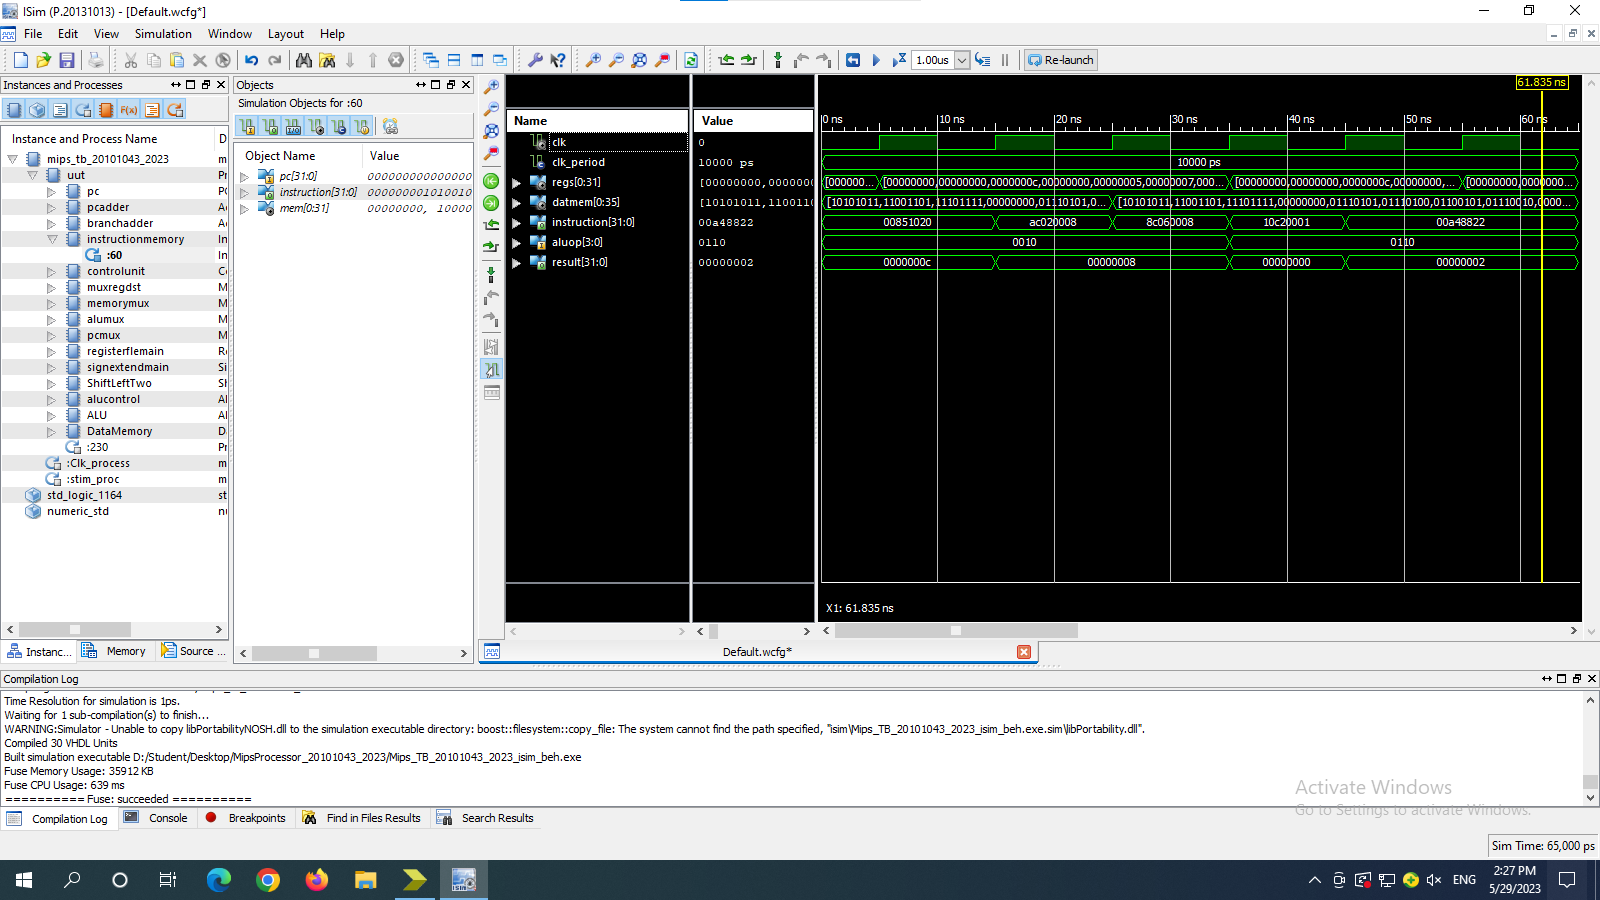 ISim (P.20131013) - [Default.wcfg*]
File Edit View Simulation Window Layout Help
1.00us Re-launch
Instances and Processes
Instance and Process Name D
mips_tb_20101043_2023 m
uut Pr
pc P(
pcadder A
branchadder A
instructionmemory In
:60 In
controlunit C
muxregdst M
memorymux M
alumux M
pcmux M
registerflemain R
signextendmain Si
ShiftLeftTwo Sh
alucontrol Al
ALU Al
DataMemory D
:230 Pr
:Clk_process m
:stim_proc m
std_logic_1164 st
numeric_std n
Instanc... Memory Source ...
Objects
Simulation Objects for :60
Object Name Value
pc[31:0] 000000000000000
instruction[31:0] 000000001010010
mem[0:31] 00000000, 10000
Name Value
clk 0
clk_period 10000 ps
regs[0:31] [00000000,0000000
datmem[0:35] [10101011,1100110
instruction[31:0] 00a48822
aluop[3:0] 0110
result[31:0] 00000002
61.835 ns
0 ns 10 ns 20 ns 30 ns 40 ns 50 ns 60 ns
10000 ps
[000000... [00000000,00000000,0000000c,00000000,00000005,00000007,000... [00000000,00000000,0000000c,00000000,... [00000000,0000000...
[10101011,11001101,11101111,00000000,01110101,0... [10101011,11001101,11101111,00000000,01110101,01110100,01101101,01110010,0000...
00851020 ac020008 8c060008 10c20001 00a48822
0010 0110
0000000c 00000008 00000000 00000002
X1: 61.835 ns
Default.wcfg*
Compilation Log
Time Resolution for simulation is 1ps.
Waiting for 1 sub-compilation(s) to finish...
WARNING:Simulator - Unable to copy libPortabilityNOSH.dll to the simulation executable directory: boost::filesystem::copy_file: The system cannot find the path specified, "isim\Mips_TB_20101043_2023_isim_beh.exe.sim\libPortability.dll".
Compiled 30 VHDL Units
Built simulation executable D:/Student/Desktop/MipsProcessor_20101043_2023/Mips_TB_20101043_2023_isim_beh.exe
Fuse Memory Usage: 35912 KB
Fuse CPU Usage: 639 ms
========== Fuse: succeeded ==========
Activate Windows
Go to Settings to activate Windows.
Compilation Log Console Breakpoints Find in Files Results Search Results
Sim Time: 65,000 ps
ENG 2:27 PM
5/29/2023